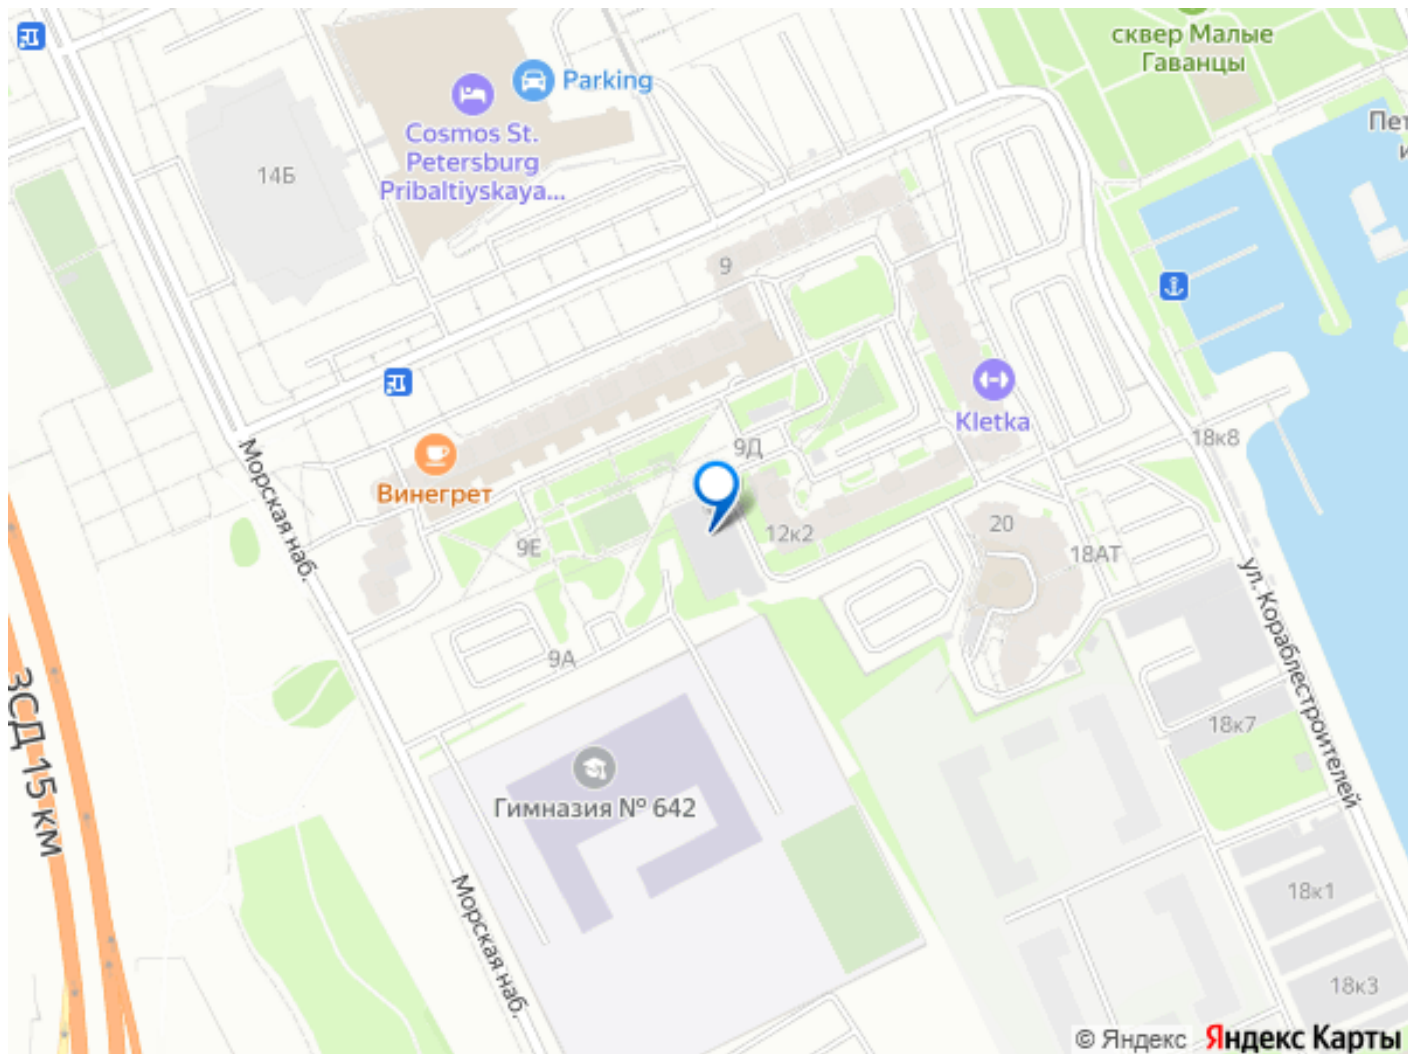 сквер Малые
Гаванцы
Parking
Cosmos St.
Petersburg
Pribaltiyskaya...
14Б
Пет
и
9
Kletka
18к8
Морская наб.
Винегрет
9Д
9Е
12к2
20
18АТ
ул. Кораблестроителей
9А
ЗСД 15 км
18к7
Гимназия № 642
Морская наб.
18к1
18к3
© Яндекс Яндекс Карты